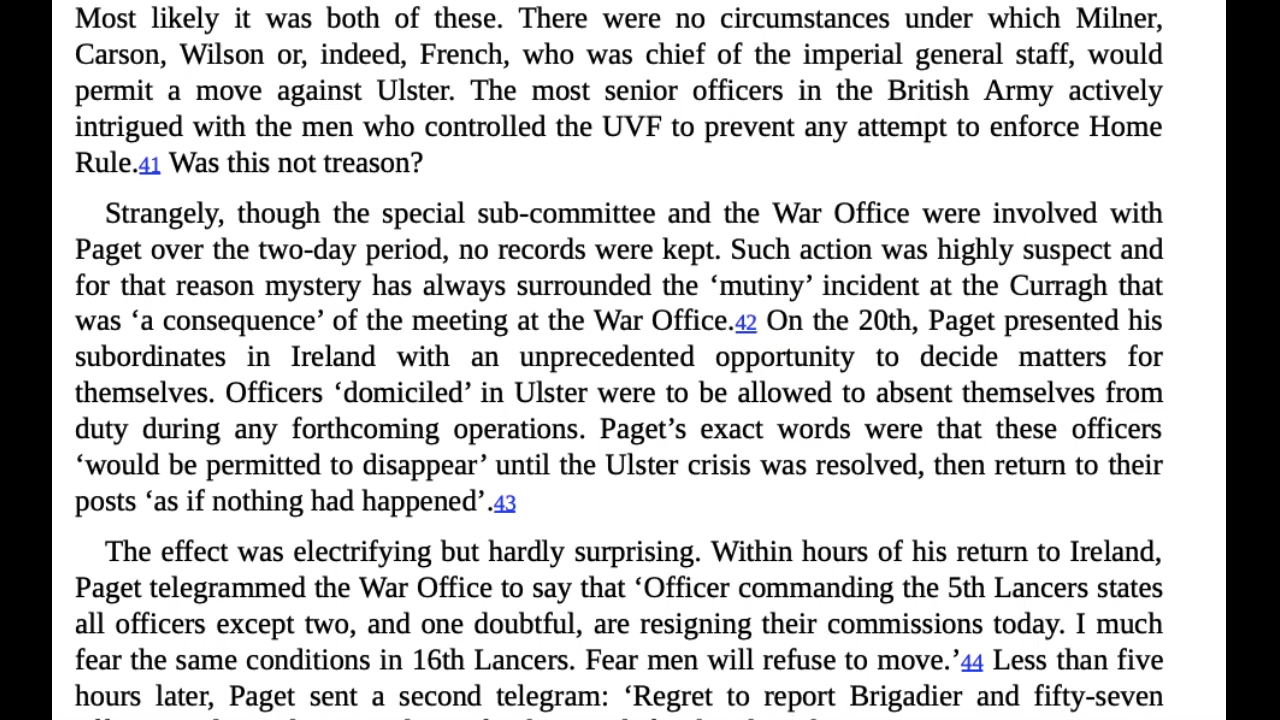 Most likely it was both of these. There were no circumstances under which Milner,
Carson, Wilson or, indeed, French, who was chief of the imperial general staff, would
permit a move against Ulster. The most senior officers in the British Army actively
intrigued with the men who controlled the UVF to prevent any attempt to enforce Home
Rule.41 Was this not treason?
Strangely, though the special sub-committee and the War Office were involved with
Paget over the two-day period, no records were kept. Such action was highly suspect and
for that reason mystery has always surrounded the ‘mutiny’ incident at the Curragh that
was ‘a consequence’ of the meeting at the War Office.42 On the 20th, Paget presented his
subordinates in Ireland with an unprecedented opportunity to decide matters for
themselves. Officers ‘domiciled’ in Ulster were to be allowed to absent themselves from
duty during any forthcoming operations. Paget’s exact words were that these officers
‘would be permitted to disappear’ until the Ulster crisis was resolved, then return to their
posts ‘as if nothing had happened’.43
The effect was electrifying but hardly surprising. Within hours of his return to Ireland,
Paget telegrammed the War Office to say that ‘Officer commanding the 5th Lancers states
all officers except two, and one doubtful, are resigning their commissions today. I much
fear the same conditions in 16th Lancers. Fear men will refuse to move.’44 Less than five
hours later, Paget sent a second telegram: ‘Regret to report Brigadier and fifty-seven